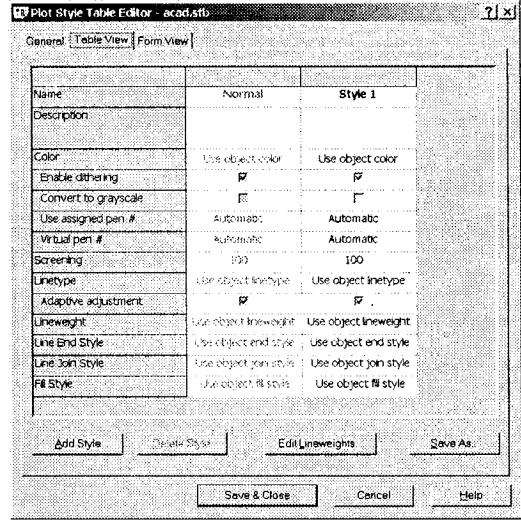 Plot Style Table Editor - acad.stb
General Table View Form View
Name Normal Style 1
Description
Color Use object color Use object color
Enable dithering
Convert to grayscale
Use assigned pen # Automatic Automatic
Virtual pen # Automatic Automatic
Screening 100 100
Linetype Use object linetype Use object linetype
Adaptive adjustment
Lineweight Use object lineweight Use object lineweight
Line End Style Use object end style Use object end style
Line Join Style Use object join style Use object join style
Fill Style Use object fill style Use object fill style
Add Style Delete Style Edit Lineweights Save As...
Save & Close Cancel Help